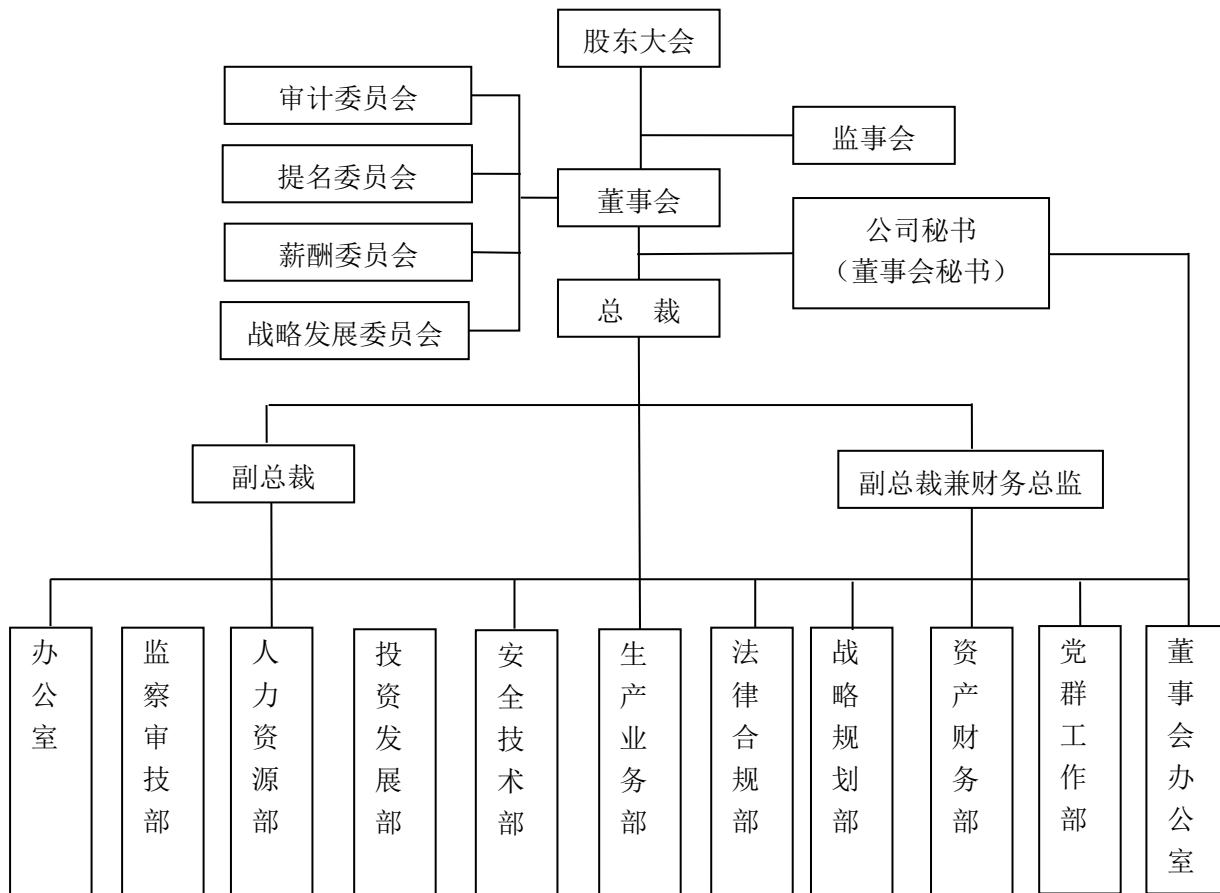 股东大会
审计委员会
监事会
提名委员会
董事会
公司秘书
（董事会秘书）
薪酬委员会
总　裁
战略发展委员会
副总裁
副总裁兼财务总监
办公室
监察审技部
人力资源部
投资发展部
安全技术部
生产业务部
法律合规部
战略规划部
资产财务部
党群工作部
董事会办公室